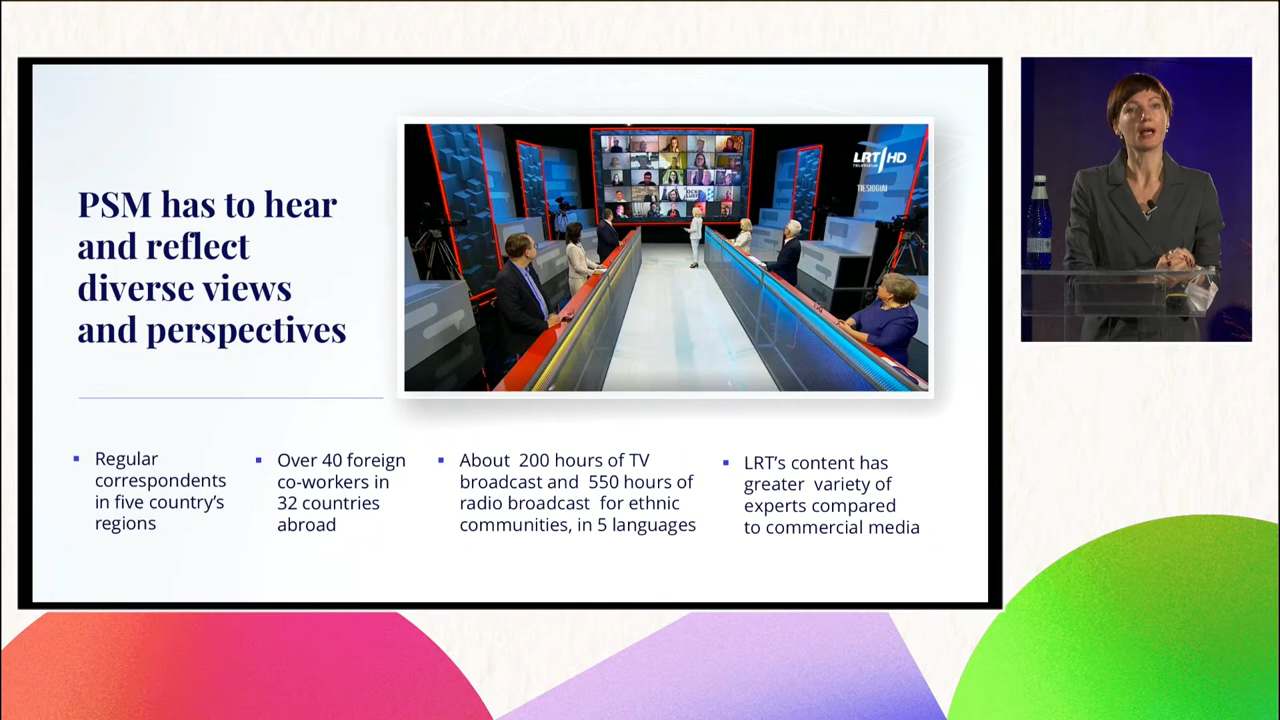 PSM has to hear
and reflect
diverse views
and perspectives
LRT HD
TELEVIZIJA
TIESIOGIAI
Regular
correspondents
in five country's
regions
Over 40 foreign
co-workers in
32 countries
abroad
About 200 hours of TV
broadcast and 550 hours of
radio broadcast for ethnic
communities, in 5 languages
LRT's content has
greater variety of
experts compared
to commercial media